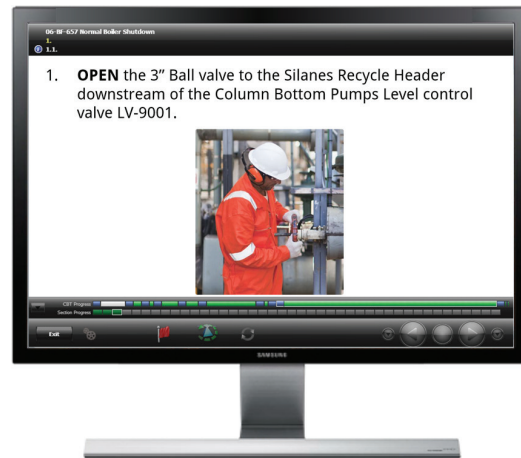 06-BF-657 Normal Boiler Shutdown
1.
P 1.1.
1. OPEN the 3” Ball valve to the Silanes Recycle Header
downstream of the Column Bottom Pumps Level control
valve LV-9001.
CBT Progress
Section Progress
Exit
SAMSUNG